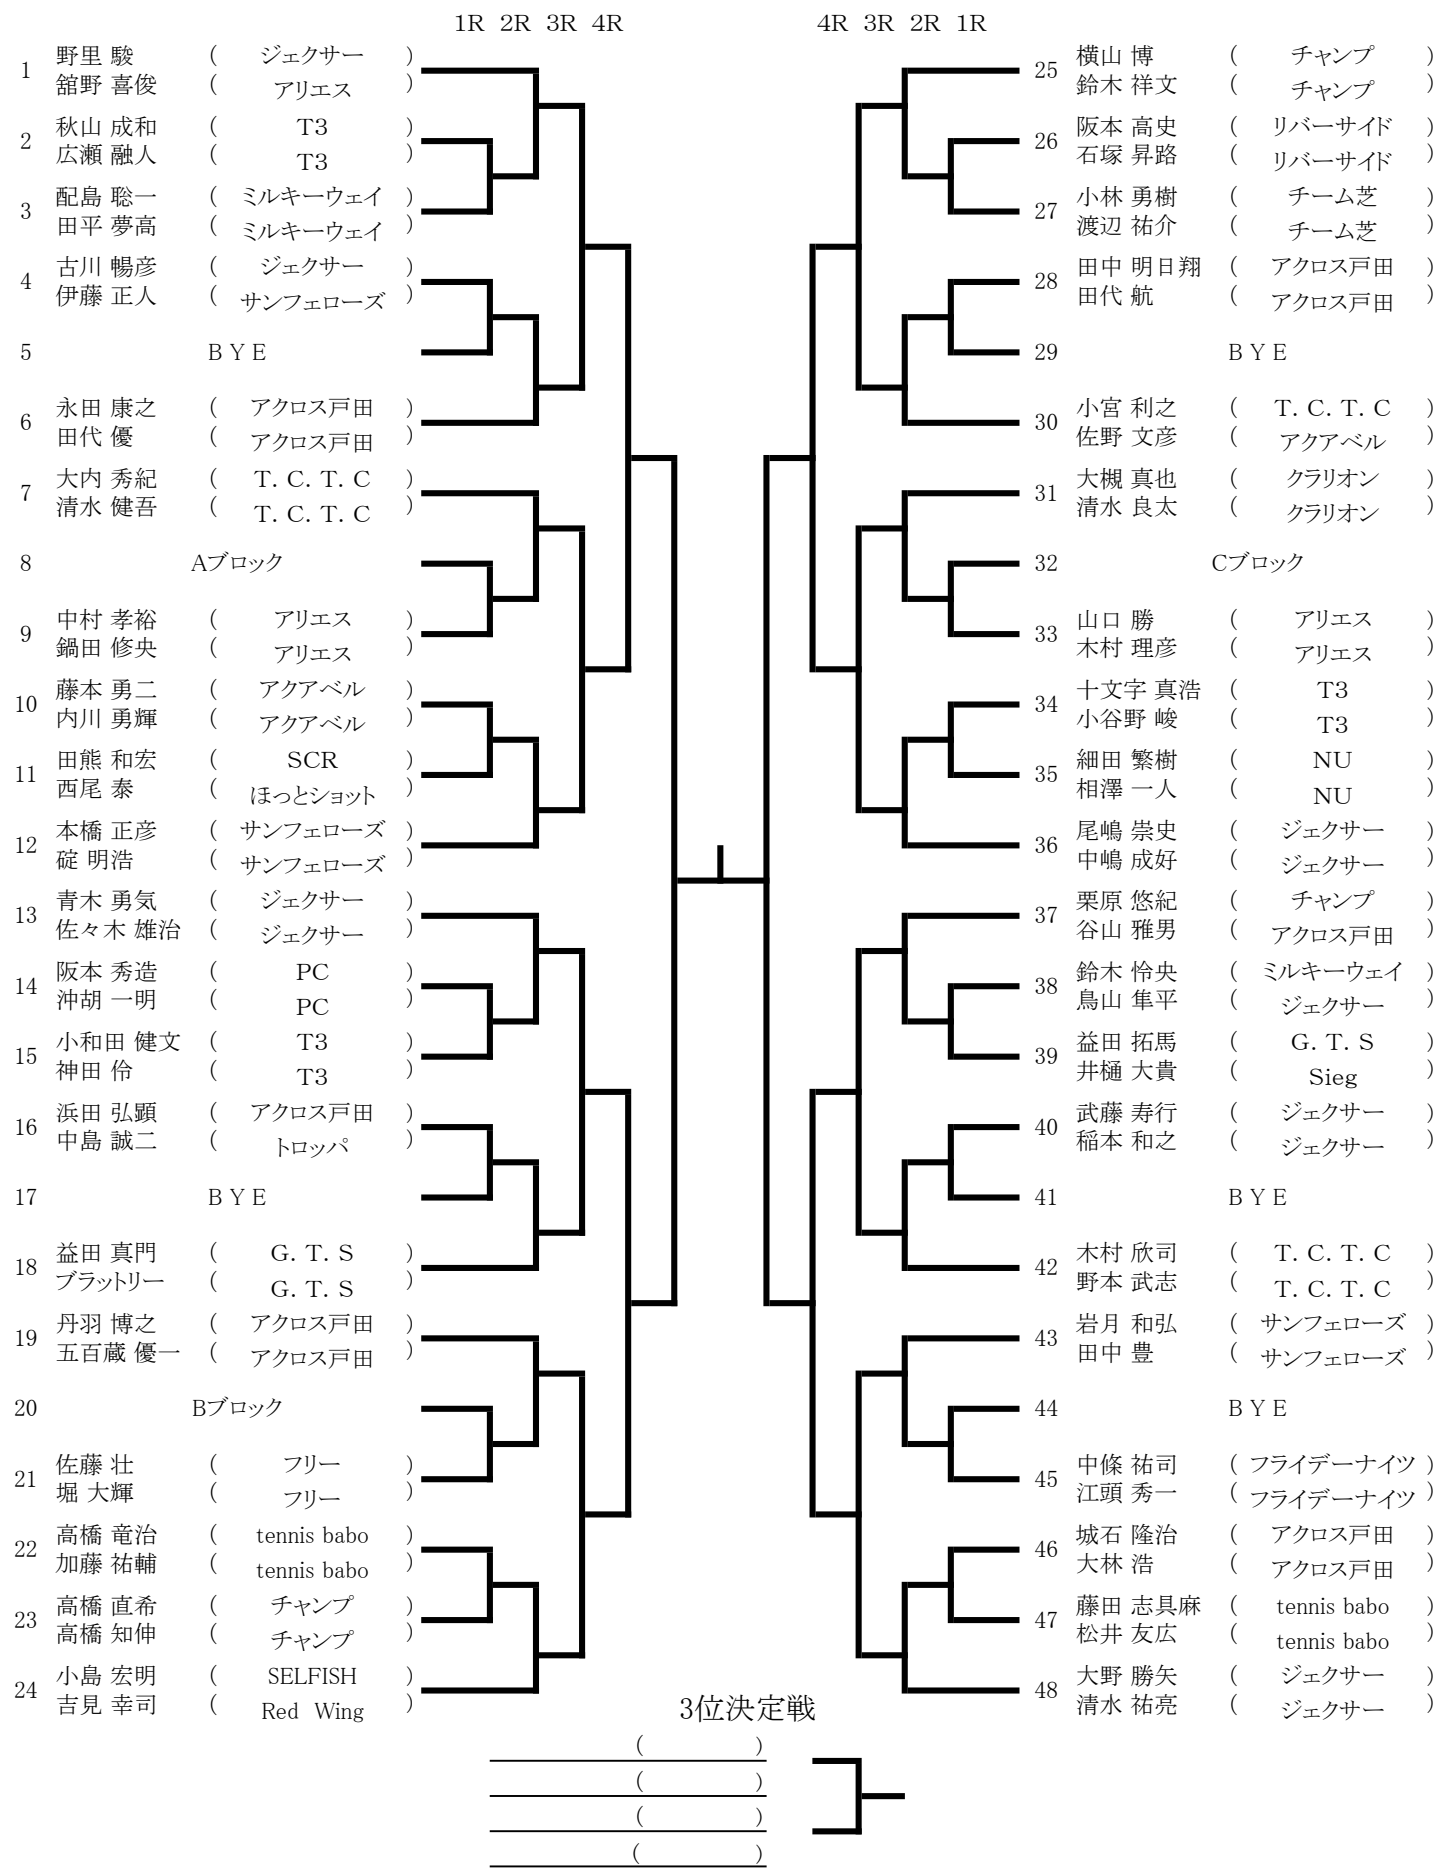 1R 2R 3R 4R
4R 3R 2R 1R
1 野里 駿 ( ジェクサー )
舘野 喜俊 ( アリエス )
2 秋山 成和 ( T3 )
広瀬 融人 ( T3 )
3 配島 聡一 ( ミルキーウェイ )
田平 夢高 ( ミルキーウェイ )
4 古川 暢彦 ( ジェクサー )
伊藤 正人 ( サンフェローズ )
5 B Y E
6 永田 康之 ( アクロス戸田 )
田代 優 ( アクロス戸田 )
7 大内 秀紀 ( T. C. T. C )
清水 健吾 ( T. C. T. C )
8 Aブロック
9 中村 孝裕 ( アリエス )
鍋田 修央 ( アリエス )
10 藤本 勇二 ( アクアベル )
内川 勇輝 ( アクアベル )
11 田熊 和宏 ( SCR )
西尾 泰 ( ほっとショット )
12 本橋 正彦 ( サンフェローズ )
碇 明浩 ( サンフェローズ )
13 青木 勇気 ( ジェクサー )
佐々木 雄治 ( ジェクサー )
14 阪本 秀造 ( PC )
沖胡 一明 ( PC )
15 小和田 健文 ( T3 )
神田 伶 ( T3 )
16 浜田 弘顕 ( アクロス戸田 )
中島 誠二 ( トロッパ )
17 B Y E
18 益田 真門 ( G. T. S )
ブラットリー ( G. T. S )
19 丹羽 博之 ( アクロス戸田 )
五百蔵 優一 ( アクロス戸田 )
20 Bブロック
21 佐藤 壮 ( フリー )
堀 大輝 ( フリー )
22 高橋 竜治 ( tennis babo )
加藤 祐輔 ( tennis babo )
23 高橋 直希 ( チャンプ )
高橋 知伸 ( チャンプ )
24 小島 宏明 ( SELFISH )
吉見 幸司 ( Red Wing )
25 横山 博 ( チャンプ )
鈴木 祥文 ( チャンプ )
26 阪本 高史 ( リバーサイド )
石塚 昇路 ( リバーサイド )
27 小林 勇樹 ( チーム芝 )
渡辺 祐介 ( チーム芝 )
28 田中 明日翔 ( アクロス戸田 )
田代 航 ( アクロス戸田 )
29 B Y E
30 小宮 利之 ( T. C. T. C )
佐野 文彦 ( アクアベル )
31 大槻 真也 ( クラリオン )
清水 良太 ( クラリオン )
32 Cブロック
33 山口 勝 ( アリエス )
木村 理彦 ( アリエス )
34 十文字 真浩 ( T3 )
小谷野 峻 ( T3 )
35 細田 繁樹 ( NU )
相澤 一人 ( NU )
36 尾嶋 崇史 ( ジェクサー )
中嶋 成好 ( ジェクサー )
37 栗原 悠紀 ( チャンプ )
谷山 雅男 ( アクロス戸田 )
38 鈴木 怜央 ( ミルキーウェイ )
鳥山 隼平 ( ジェクサー )
39 益田 拓馬 ( G. T. S )
井樋 大貴 ( Sieg )
40 武藤 寿行 ( ジェクサー )
稲本 和之 ( ジェクサー )
41 B Y E
42 木村 欣司 ( T. C. T. C )
野本 武志 ( T. C. T. C )
43 岩月 和弘 ( サンフェローズ )
田中 豊 ( サンフェローズ )
44 B Y E
45 中條 祐司 ( フライデーナイツ )
江頭 秀一 ( フライデーナイツ )
46 城石 隆治 ( アクロス戸田 )
大林 浩 ( アクロス戸田 )
47 藤田 志具麻 ( tennis babo )
松井 友広 ( tennis babo )
48 大野 勝矢 ( ジェクサー )
清水 祐亮 ( ジェクサー )
3位決定戦
( )
( )
( )
( )